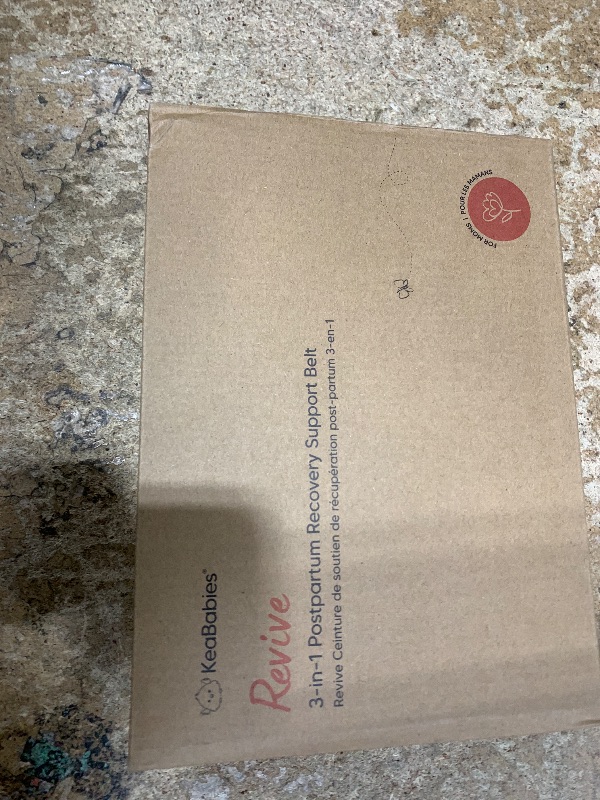 KeaBabies®
Revive
3-in-1 Postpartum Recovery Support Belt
Revive Ceinture de soutien de récupération post-partum 3-en-1
FOR MOMS | POUR LES MAMANS